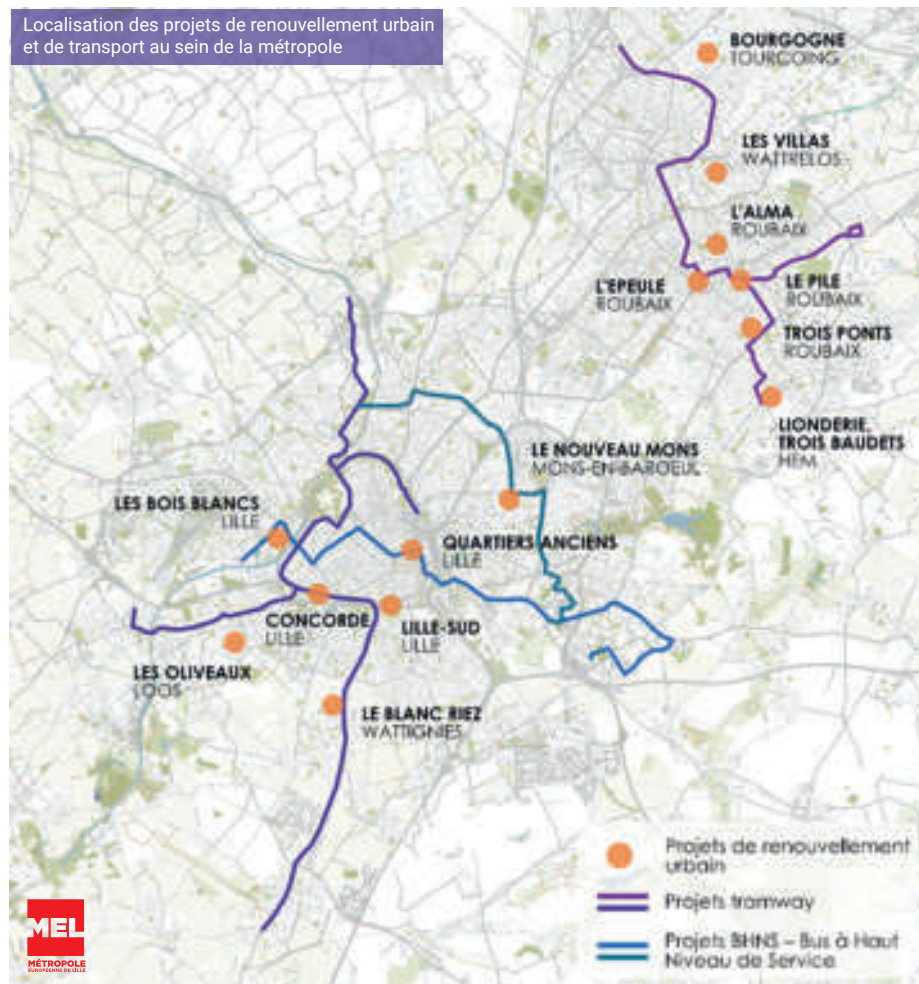 Localisation des projets de renouvellement urbain
et de transport au sein de la métropole
BOURGOGNE
TOURCOING
LES VILLAS
WATTRELOS
L'ALMA
ROUBAIX
L'EPEULE
ROUBAIX
LE PILE
ROUBAIX
TROIS PONTS
ROUBAIX
LIONDERIE,
TROIS BAUDETS
HEM
LE NOUVEAU MONS
MONS-EN-BAROEUL
LES BOIS BLANCS
LILLE
QUARTIERS ANCIENS
LILLE
CONCORDE
LILLE
LILLE-SUD
LILLE
LES OLIVEAUX
LOOS
LE BLANC RIEZ
WATTIGNIES
Projets de renouvellement
urbain
Projets tramway
Projets BHNS – Bus à Haut
Niveau de Service
MEL
MÉTROPOLE
EUROPÉENNE DE LILLE